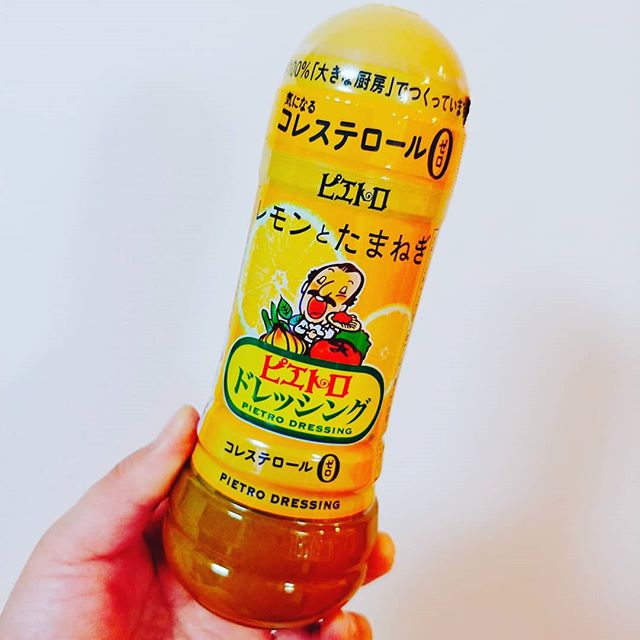 100%「大きな厨房」でつくっていま
気になる
コレステロール0ゼロ
ピエトロ
レモンとたまねぎ
ピエトロ
ドレッシング
PIETRO DRESSING
コレステロール0ゼロ
PIETRO DRESSING